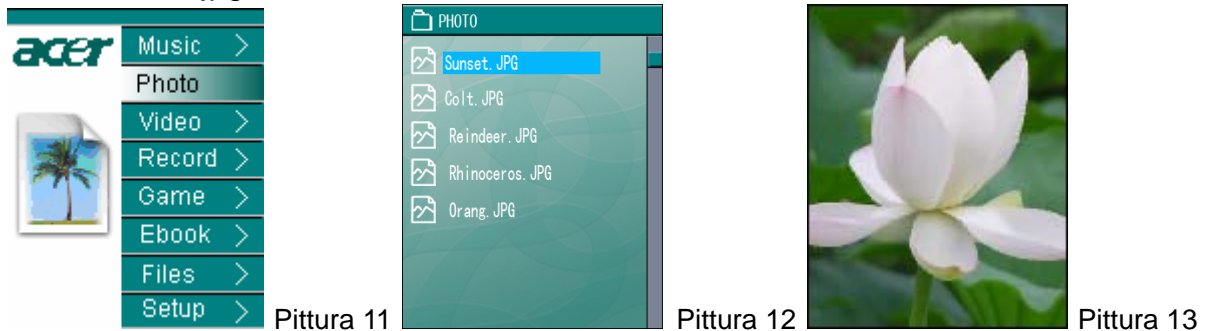 acer
Music >
Photo
Video >
Record >
Game >
Ebook >
Files >
Setup >
Pittura 11
PHOTO
Sunset.JPG
Colt.JPG
Reindeer.JPG
Rhinoceros.JPG
Orang.JPG
Pittura 12
Pittura 13